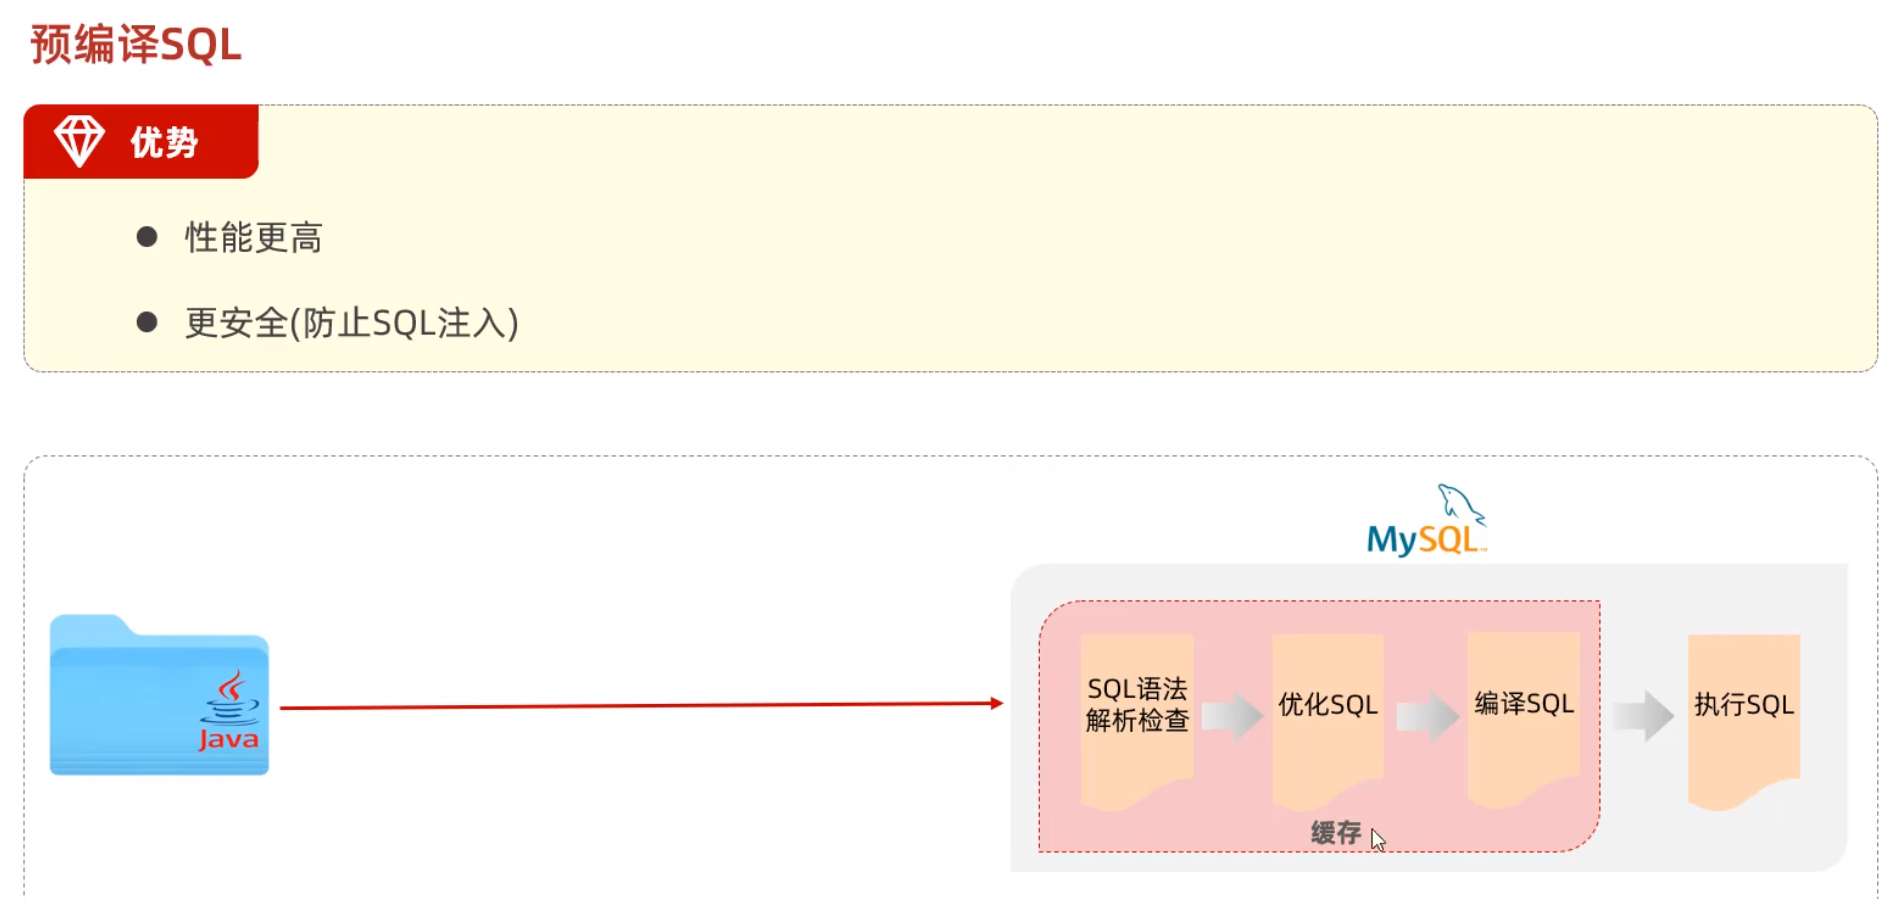 预编译SQL
优势
性能更高
更安全(防止SQL注入)
MySQL
Java
SQL语法
解析检查
优化SQL
编译SQL
执行SQL
缓存